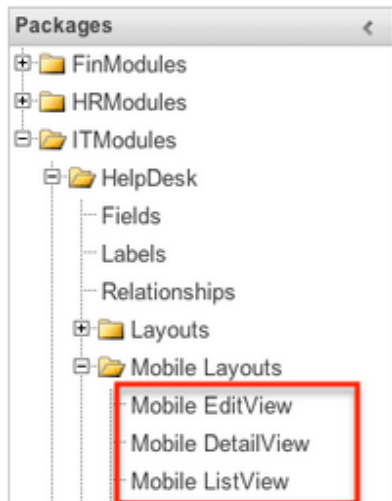 Packages
FinModules
HRModules
ITModules
HelpDesk
Fields
Labels
Relationships
Layouts
Mobile Layouts
Mobile EditView
Mobile DetailView
Mobile ListView